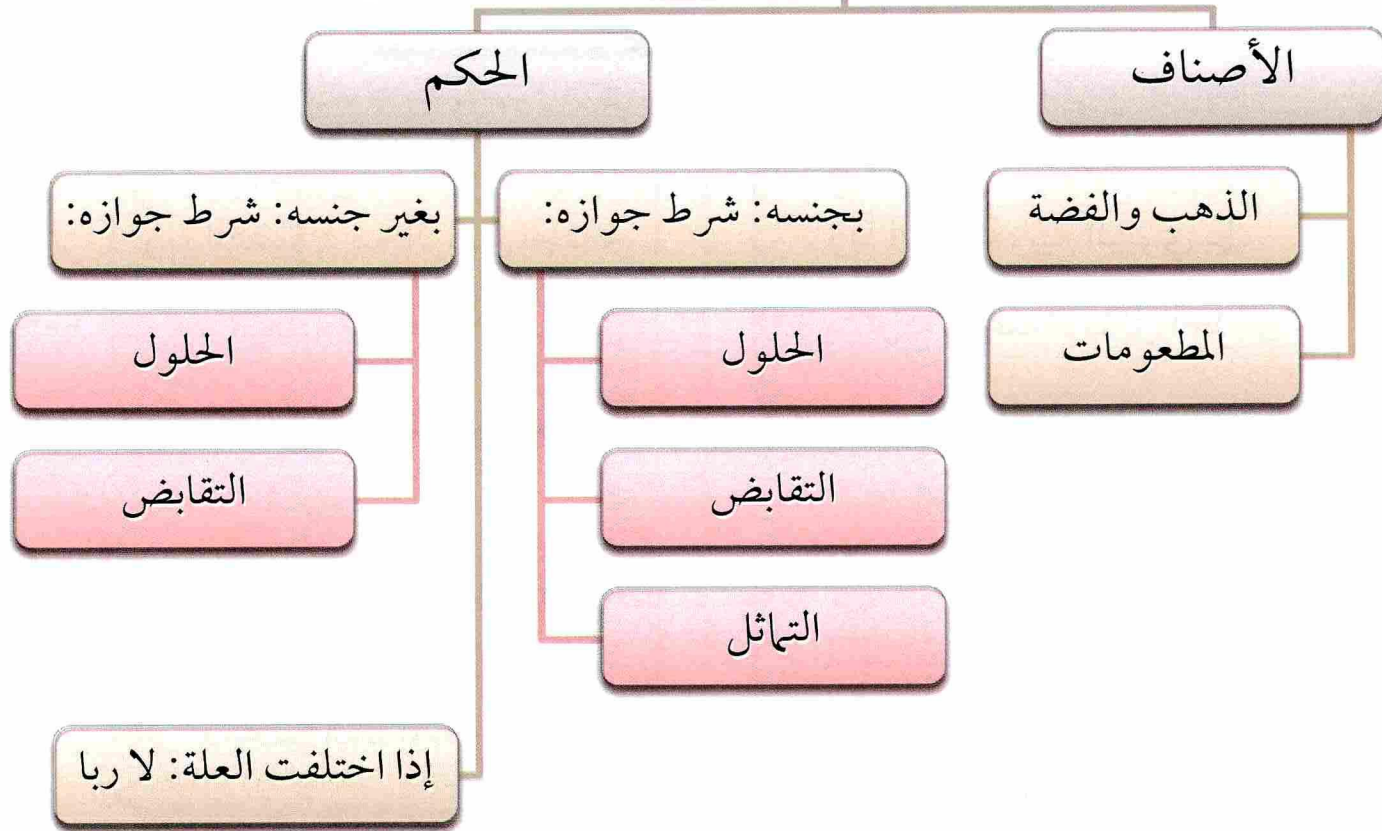 الأصناف
الذهب والفضة
المطعومات
الحكم
بجنسه: شرط جوازه:
الحلول
التقابض
التماثل
بغير جنسه: شرط جوازه:
الحلول
التقابض
إذا اختلفت العلة: لا ربا